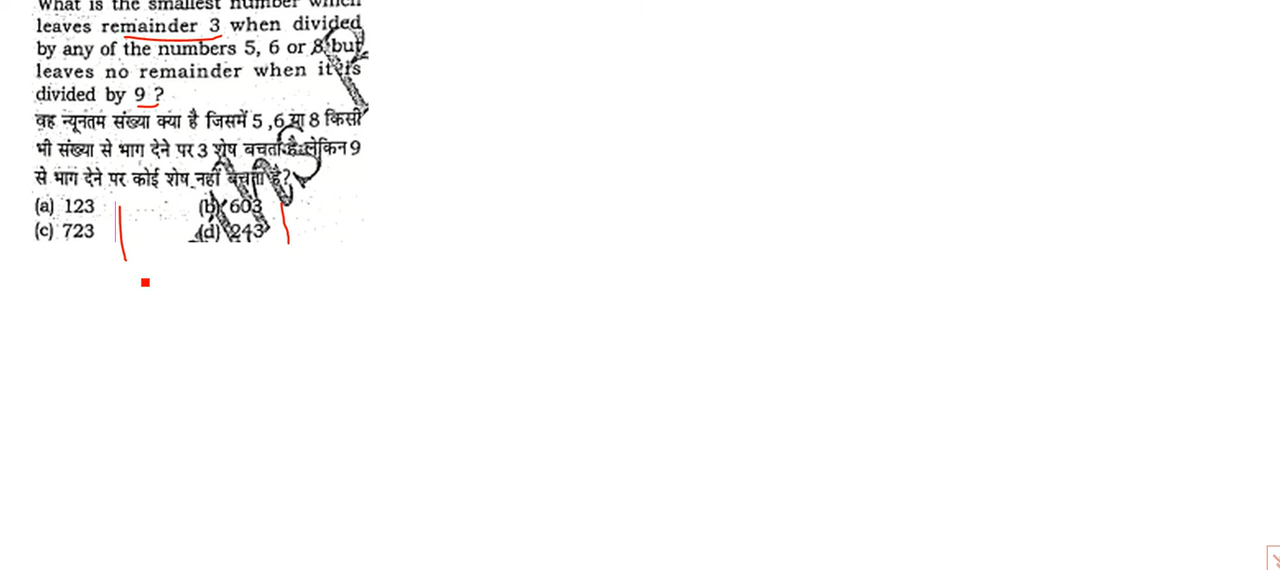 What is the smallest number which
leaves remainder 3 when divided
by any of the numbers 5, 6 or 8 but
leaves no remainder when it is
divided by 9 ?
वह न्यूनतम संख्या क्या है जिसमें 5 ,6 या 8 किसी
भी संख्या से भाग देने पर 3 शेष बचता है लेकिन 9
से भाग देने पर कोई शेष नहीं बचता है?
(a) 123 (b) 603
(c) 723 (d) 243